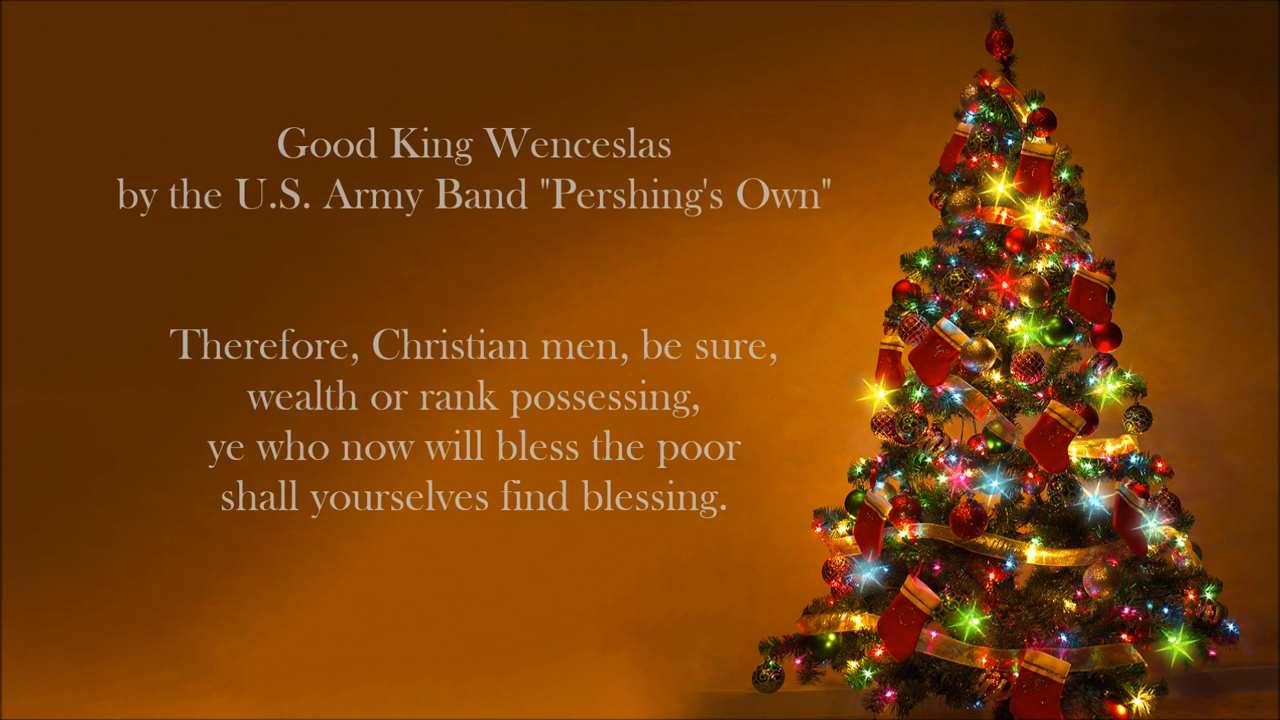 Good King Wenceslas
by the U.S. Army Band "Pershing's Own"
Therefore, Christian men, be sure,
wealth or rank possessing,
ye who now will bless the poor
shall yourselves find blessing.